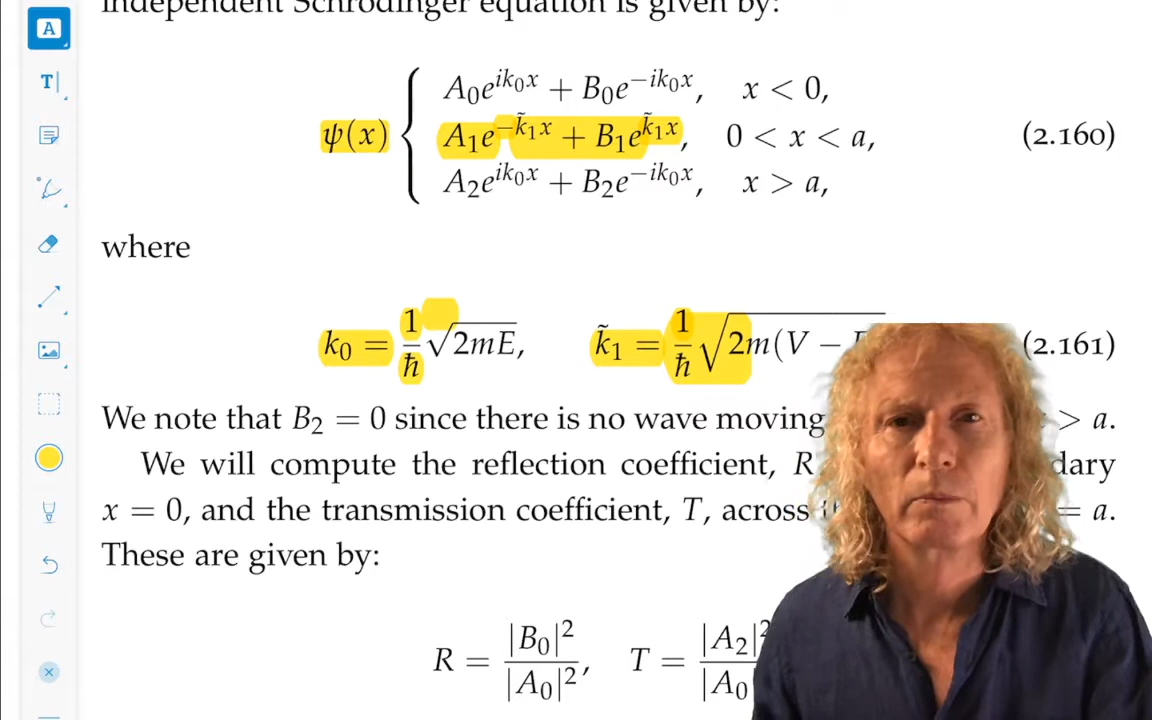 independent Schrödinger equation is given by:
ψ(x) { A₀e^{ik₀x} + B₀e^{−ik₀x}, x < 0,
A₁e^{−k̃₁x} + B₁e^{k̃₁x}, 0 < x < a, (2.160)
A₂e^{ik₀x} + B₂e^{−ik₀x}, x > a,
where
k₀ = 1/ħ √2mE, k̃₁ = 1/ħ √2m(V − (2.161)
We note that B₂ = 0 since there is no wave moving > a.
We will compute the reflection coefficient, R
x = 0, and the transmission coefficient, T, across = a.
These are given by:
R = |B₀|²/|A₀|², T = |A₂|²/|A₀
A
T